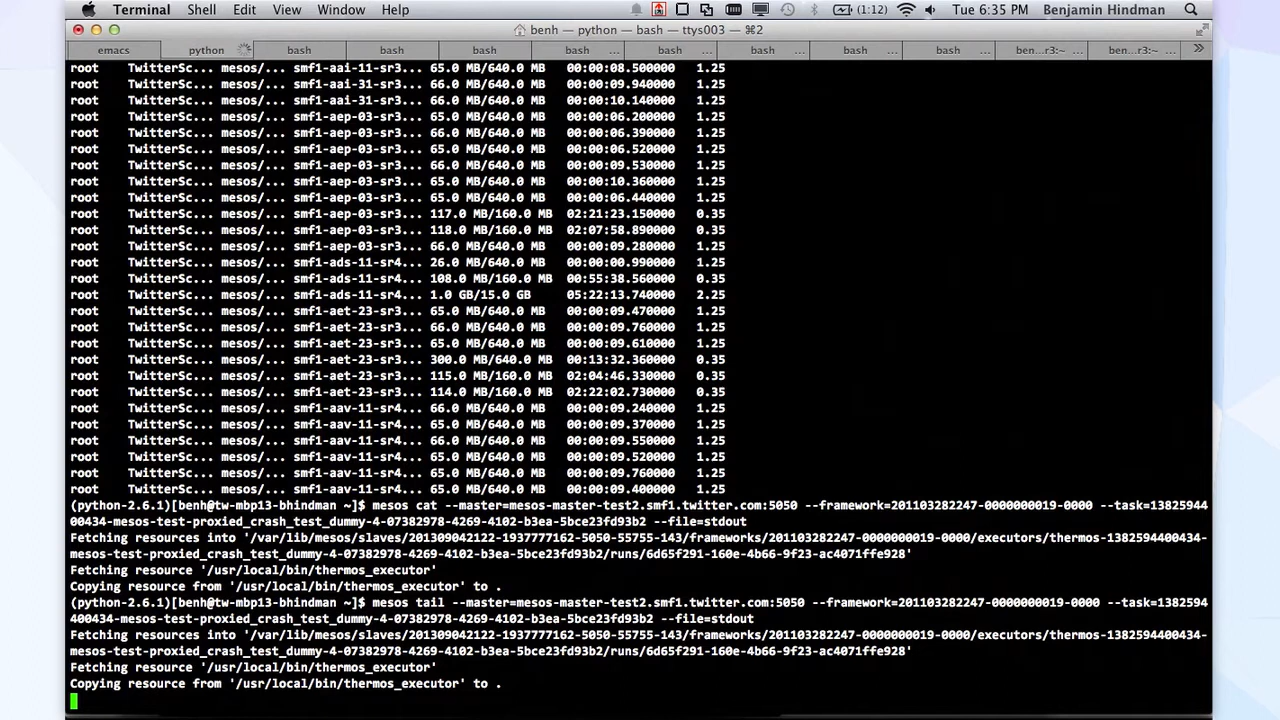 Terminal Shell Edit View Window Help (1:12) Tue 6:35 PM Benjamin Hindman
benh — python — bash — ttys003 — ⌘2
emacs python bash bash bash bash ... bash ... bash ... bash ... bash ... ben...r3:~ ... ben...r3:~ ... »
root TwitterSc... mesos/... smf1-aai-11-sr3... 65.0 MB/640.0 MB 00:00:08.500000 1.25
root TwitterSc... mesos/... smf1-aai-31-sr3... 66.0 MB/640.0 MB 00:00:09.940000 1.25
root TwitterSc... mesos/... smf1-aai-31-sr3... 66.0 MB/640.0 MB 00:00:10.140000 1.25
root TwitterSc... mesos/... smf1-aep-03-sr3... 65.0 MB/640.0 MB 00:00:06.200000 1.25
root TwitterSc... mesos/... smf1-aep-03-sr3... 66.0 MB/640.0 MB 00:00:06.390000 1.25
root TwitterSc... mesos/... smf1-aep-03-sr3... 65.0 MB/640.0 MB 00:00:06.520000 1.25
root TwitterSc... mesos/... smf1-aep-03-sr3... 66.0 MB/640.0 MB 00:00:09.530000 1.25
root TwitterSc... mesos/... smf1-aep-03-sr3... 65.0 MB/640.0 MB 00:00:10.360000 1.25
root TwitterSc... mesos/... smf1-aep-03-sr3... 65.0 MB/640.0 MB 00:00:06.440000 1.25
root TwitterSc... mesos/... smf1-aep-03-sr3... 117.0 MB/160.0 MB 02:21:23.150000 0.35
root TwitterSc... mesos/... smf1-aep-03-sr3... 118.0 MB/160.0 MB 02:07:58.890000 0.35
root TwitterSc... mesos/... smf1-aep-03-sr3... 66.0 MB/640.0 MB 00:00:09.280000 1.25
root TwitterSc... mesos/... smf1-ads-11-sr4... 26.0 MB/640.0 MB 00:00:00.990000 1.25
root TwitterSc... mesos/... smf1-ads-11-sr4... 108.0 MB/160.0 MB 00:55:38.560000 0.35
root TwitterSc... mesos/... smf1-ads-11-sr4... 1.0 GB/15.0 GB 05:22:13.740000 2.25
root TwitterSc... mesos/... smf1-aet-23-sr3... 65.0 MB/640.0 MB 00:00:09.470000 1.25
root TwitterSc... mesos/... smf1-aet-23-sr3... 66.0 MB/640.0 MB 00:00:09.760000 1.25
root TwitterSc... mesos/... smf1-aet-23-sr3... 65.0 MB/640.0 MB 00:00:09.610000 1.25
root TwitterSc... mesos/... smf1-aet-23-sr3... 300.0 MB/640.0 MB 00:13:32.360000 0.35
root TwitterSc... mesos/... smf1-aet-23-sr3... 115.0 MB/160.0 MB 02:04:46.330000 0.35
root TwitterSc... mesos/... smf1-aet-23-sr3... 114.0 MB/160.0 MB 02:22:02.730000 0.35
root TwitterSc... mesos/... smf1-aav-11-sr4... 66.0 MB/640.0 MB 00:00:09.240000 1.25
root TwitterSc... mesos/... smf1-aav-11-sr4... 65.0 MB/640.0 MB 00:00:09.370000 1.25
root TwitterSc... mesos/... smf1-aav-11-sr4... 66.0 MB/640.0 MB 00:00:09.550000 1.25
root TwitterSc... mesos/... smf1-aav-11-sr4... 65.0 MB/640.0 MB 00:00:09.520000 1.25
root TwitterSc... mesos/... smf1-aav-11-sr4... 66.0 MB/640.0 MB 00:00:09.760000 1.25
root TwitterSc... mesos/... smf1-aav-11-sr4... 65.0 MB/640.0 MB 00:00:09.400000 1.25
(python-2.6.1)[benh@tw-mbp13-bhindman ~]$ mesos cat --master=mesos-master-test2.smf1.twitter.com:5050 --framework=201103282247-0000000019-0000 --task=13825944
00434-mesos-test-proxied_crash_test_dummy-4-07382978-4269-4102-b3ea-5bce23fd93b2 --file=stdout
Fetching resources into '/var/lib/mesos/slaves/201309042122-1937777162-5050-55755-143/frameworks/201103282247-0000000019-0000/executors/thermos-1382594400434-
mesos-test-proxied_crash_test_dummy-4-07382978-4269-4102-b3ea-5bce23fd93b2/runs/6d65f291-160e-4b66-9f23-ac4071ffe928'
Fetching resource '/usr/local/bin/thermos_executor'
Copying resource from '/usr/local/bin/thermos_executor' to .
(python-2.6.1)[benh@tw-mbp13-bhindman ~]$ mesos tail --master=mesos-master-test2.smf1.twitter.com:5050 --framework=201103282247-0000000019-0000 --task=1382594
400434-mesos-test-proxied_crash_test_dummy-4-07382978-4269-4102-b3ea-5bce23fd93b2 --file=stdout
Fetching resources into '/var/lib/mesos/slaves/201309042122-1937777162-5050-55755-143/frameworks/201103282247-0000000019-0000/executors/thermos-1382594400434-
mesos-test-proxied_crash_test_dummy-4-07382978-4269-4102-b3ea-5bce23fd93b2/runs/6d65f291-160e-4b66-9f23-ac4071ffe928'
Fetching resource '/usr/local/bin/thermos_executor'
Copying resource from '/usr/local/bin/thermos_executor' to .